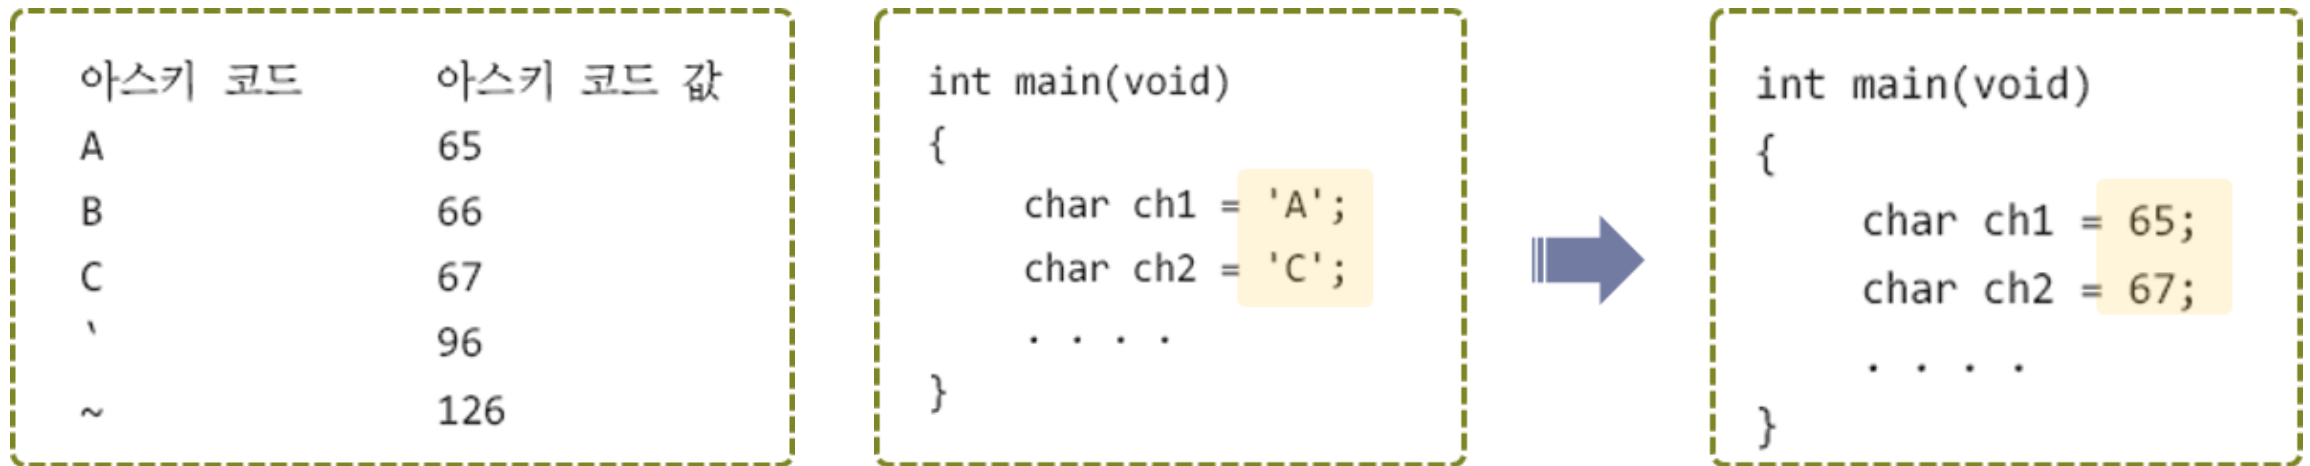 아스키 코드 아스키 코드 값
A 65
B 66
C 67
` 96
~ 126
int main(void)
{
char ch1 = 'A';
char ch2 = 'C';
. . . .
}
int main(void)
{
char ch1 = 65;
char ch2 = 67;
. . . .
}